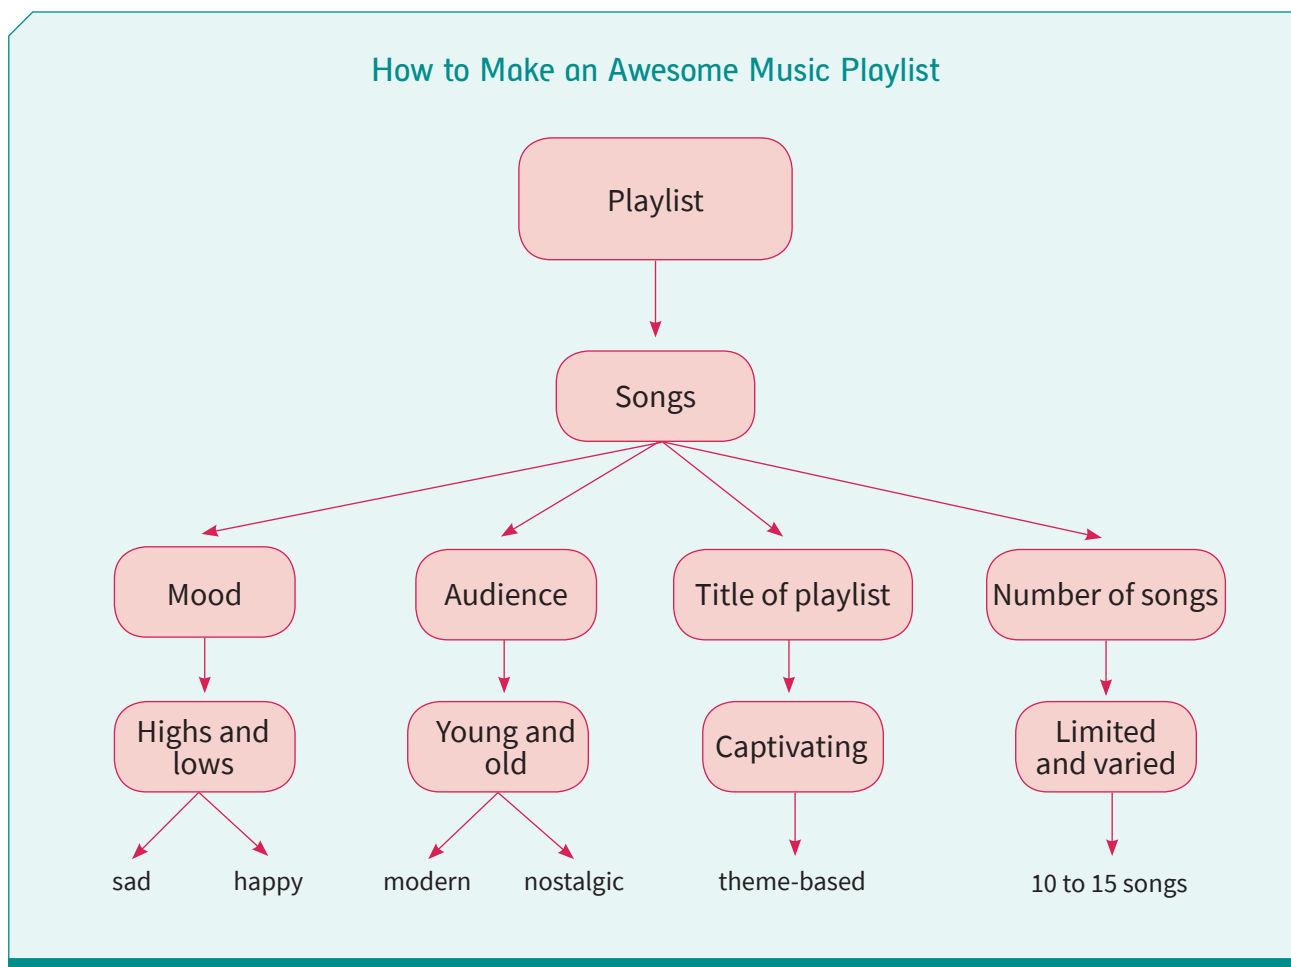 How to Make an Awesome Music Playlist
Playlist
Songs
Mood
Audience
Title of playlist
Number of songs
Highs and
lows
Young and
old
Captivating
Limited
and varied
sad
happy
modern
nostalgic
theme-based
10 to 15 songs